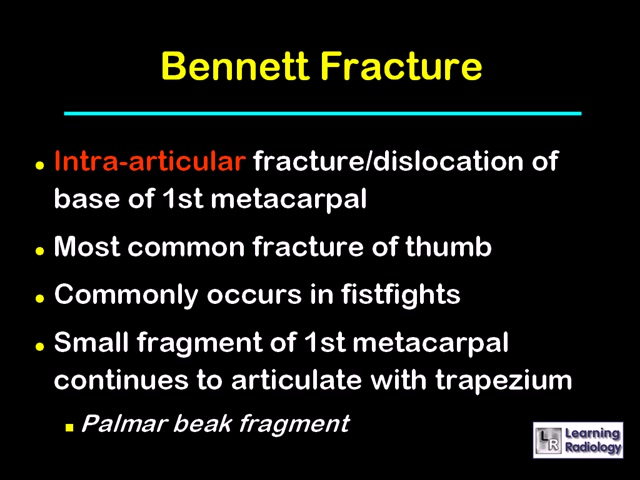 Bennett Fracture
Intra-articular fracture/dislocation of
base of 1st metacarpal
Most common fracture of thumb
Commonly occurs in fistfights
Small fragment of 1st metacarpal
continues to articulate with trapezium
Palmar beak fragment
LR Learning
Radiology